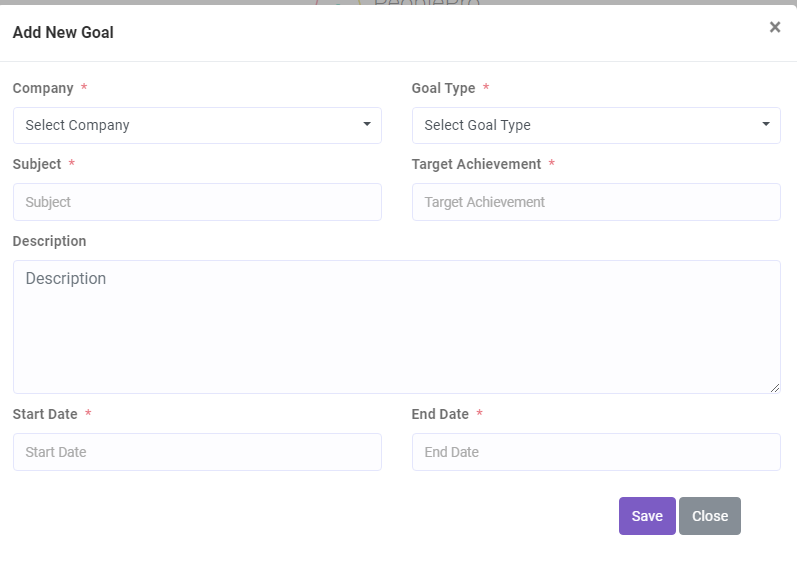 PeoplePro
Add New Goal ×
Company * Goal Type *
Select Company Select Goal Type
Subject * Target Achievement *
Subject Target Achievement
Description
Description
Start Date * End Date *
Start Date End Date
Save Close